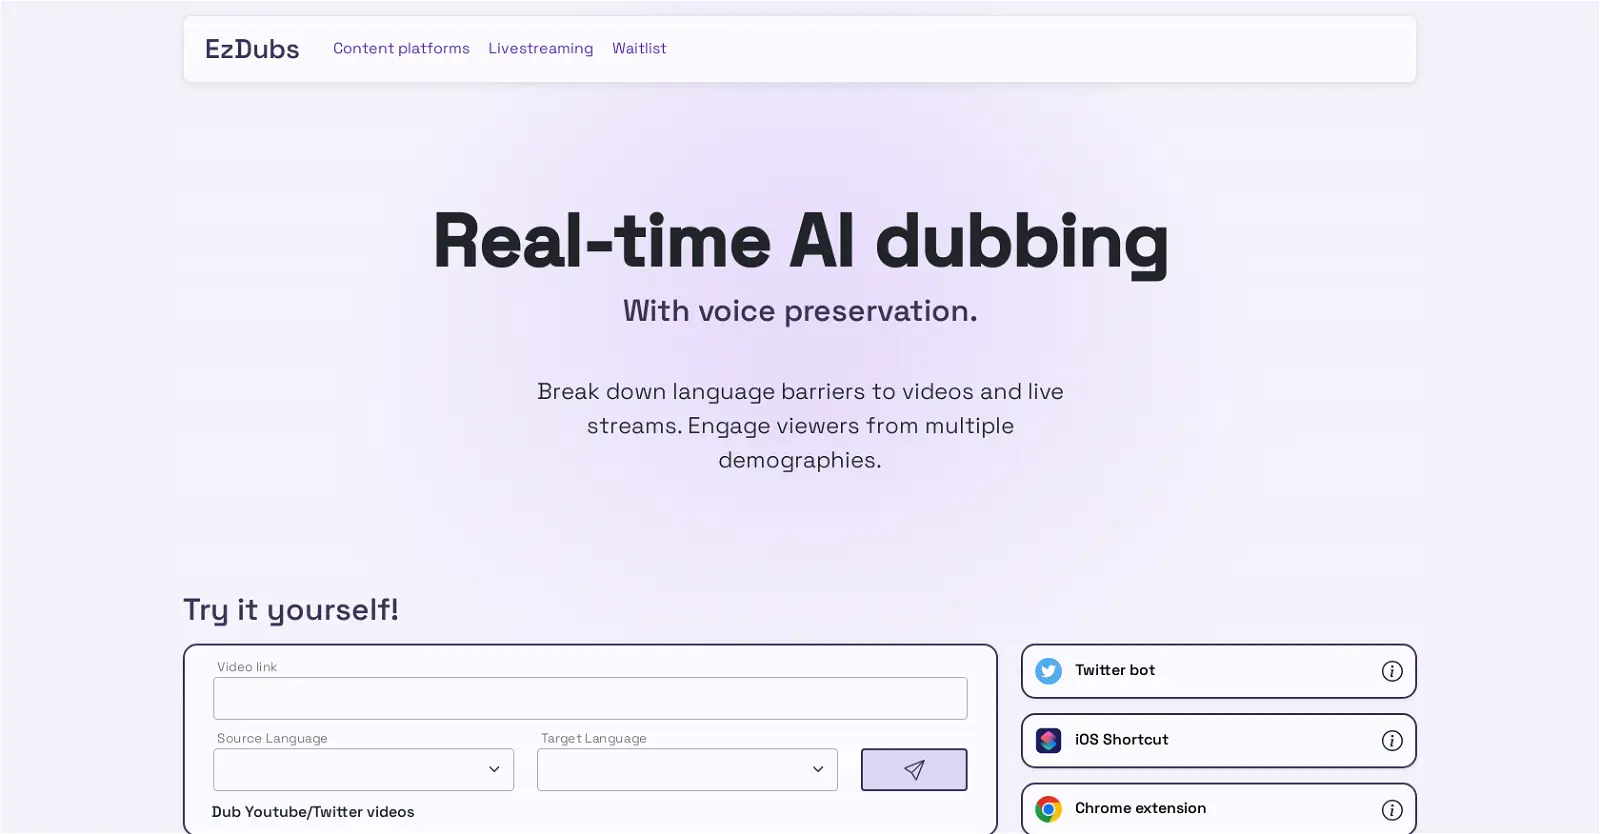 EzDubs
Content platforms
Livestreaming
Waitlist
Real-time AI dubbing
With voice preservation.
Break down language barriers to videos and live
streams. Engage viewers from multiple
demographies.
Try it yourself!
Video link
Source Language
Target Language
Dub Youtube/Twitter videos
Twitter bot
iOS Shortcut
Chrome extension